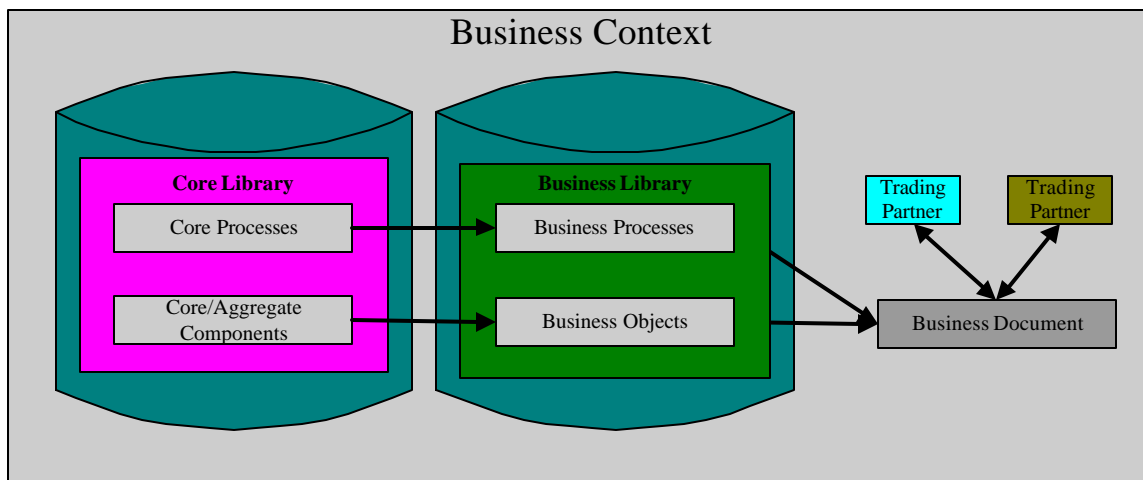 Business Context
Core Library
Core Processes
Core/Aggregate
Components
Business Library
Business Processes
Business Objects
Trading
Partner
Trading
Partner
Business Document